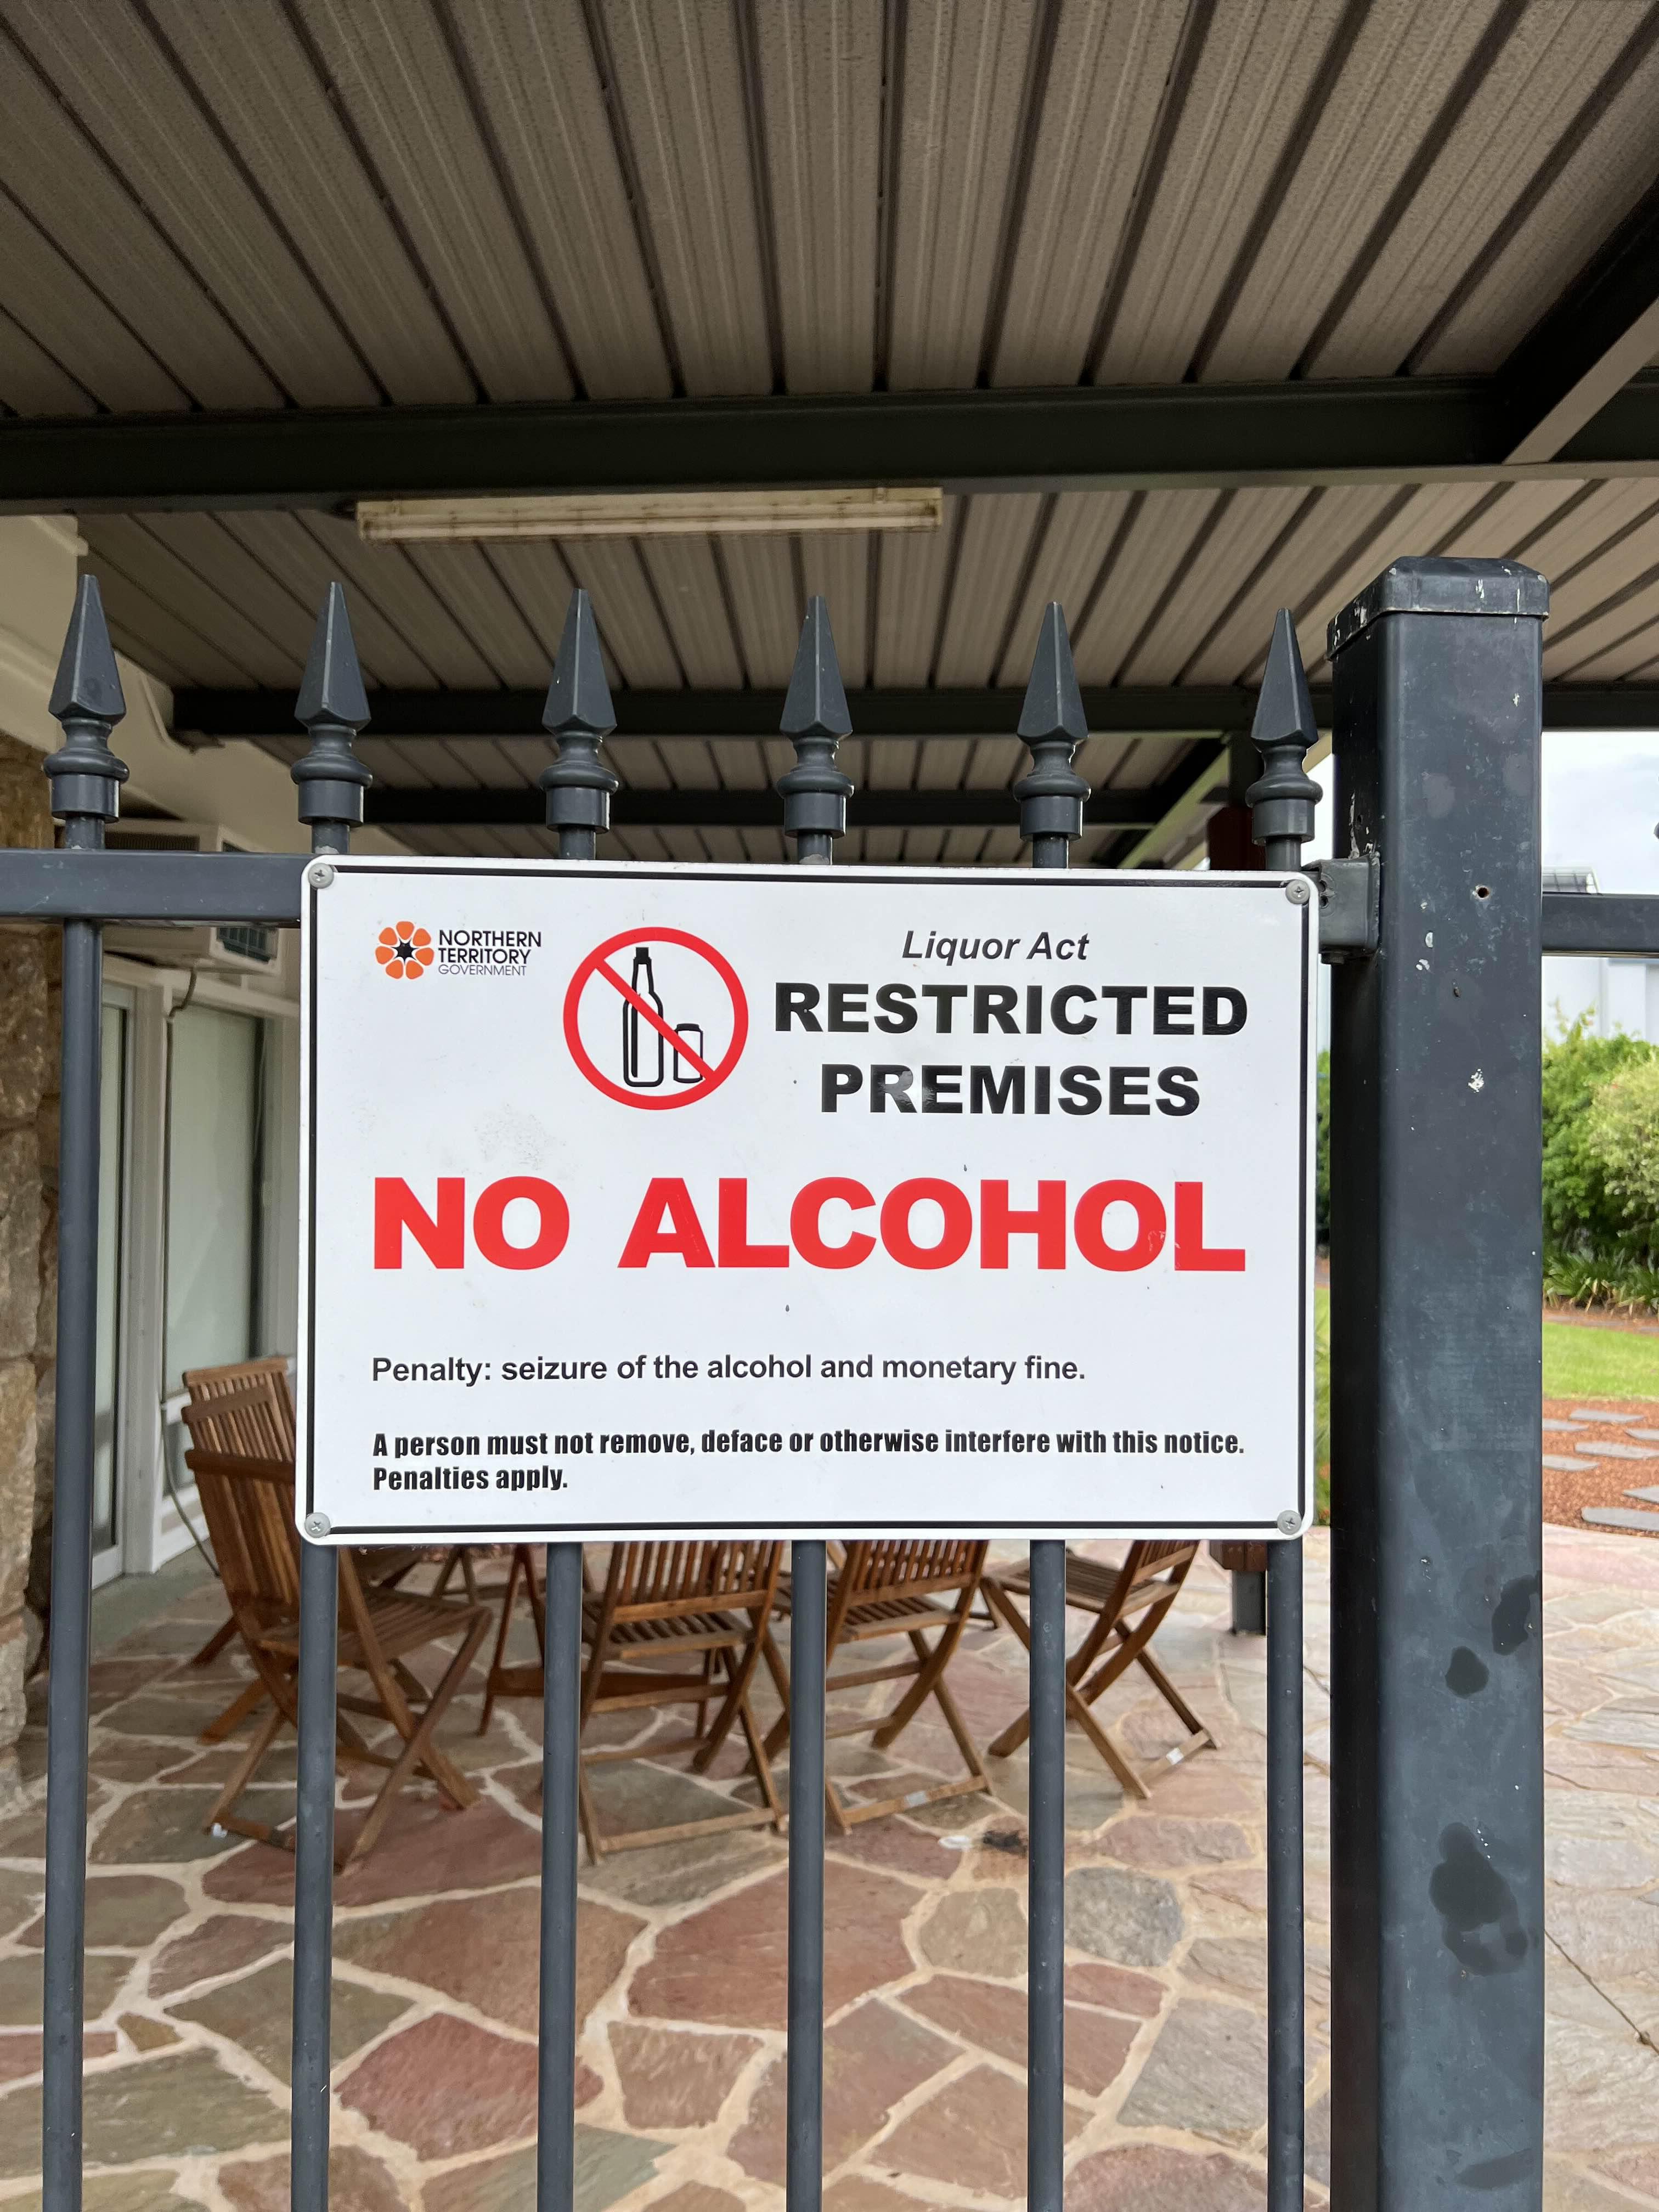 NORTHERN
TERRITORY
GOVERNMENT
Liquor Act
RESTRICTED
PREMISES
NO ALCOHOL
Penalty: seizure of the alcohol and monetary fine.
A person must not remove, deface or otherwise interfere with this notice.
Penalties apply.